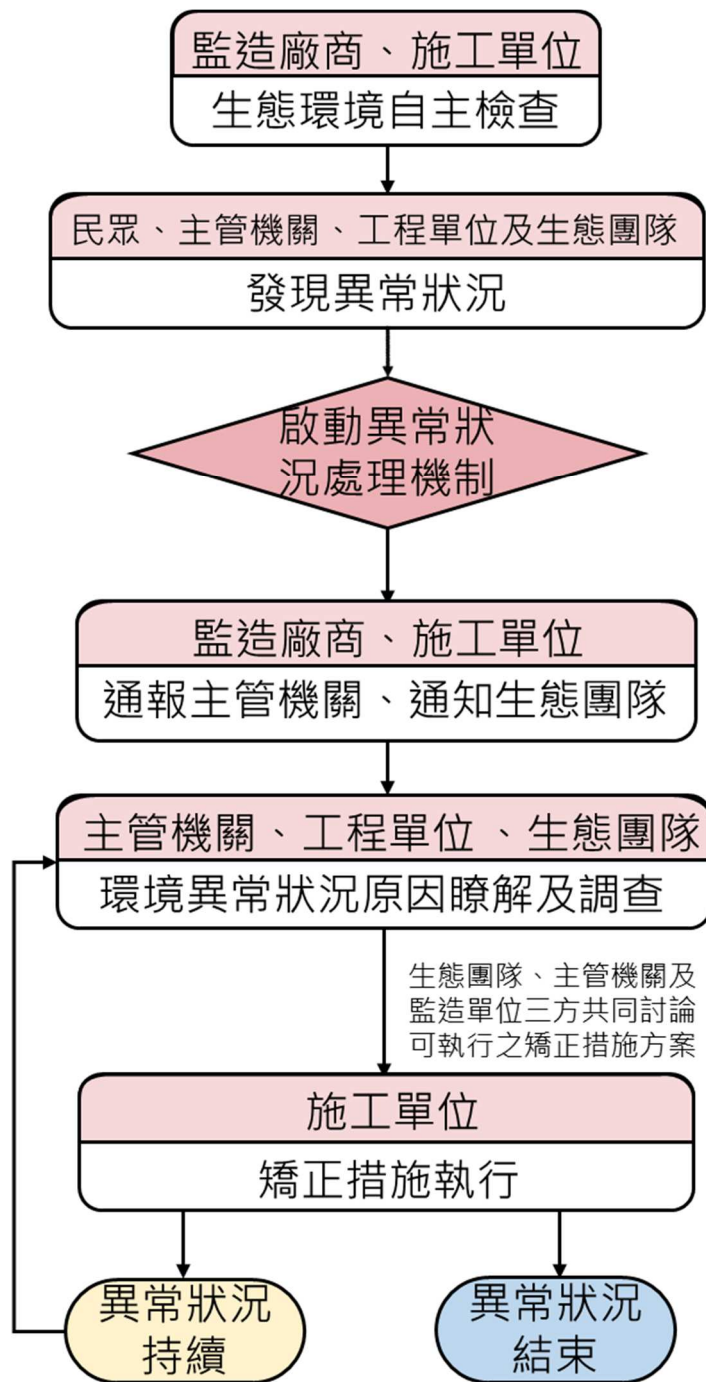 監造廠商、施工單位
生態環境自主檢查
民眾、主管機關、工程單位及生態團隊
發現異常狀況
啟動異常狀
況處理機制
監造廠商、施工單位
通報主管機關、通知生態團隊
主管機關、工程單位、生態團隊
環境異常狀況原因瞭解及調查
生態團隊、主管機關及
監造單位三方共同討論
可執行之矯正措施方案
施工單位
矯正措施執行
異常狀況
持續
異常狀況
結束